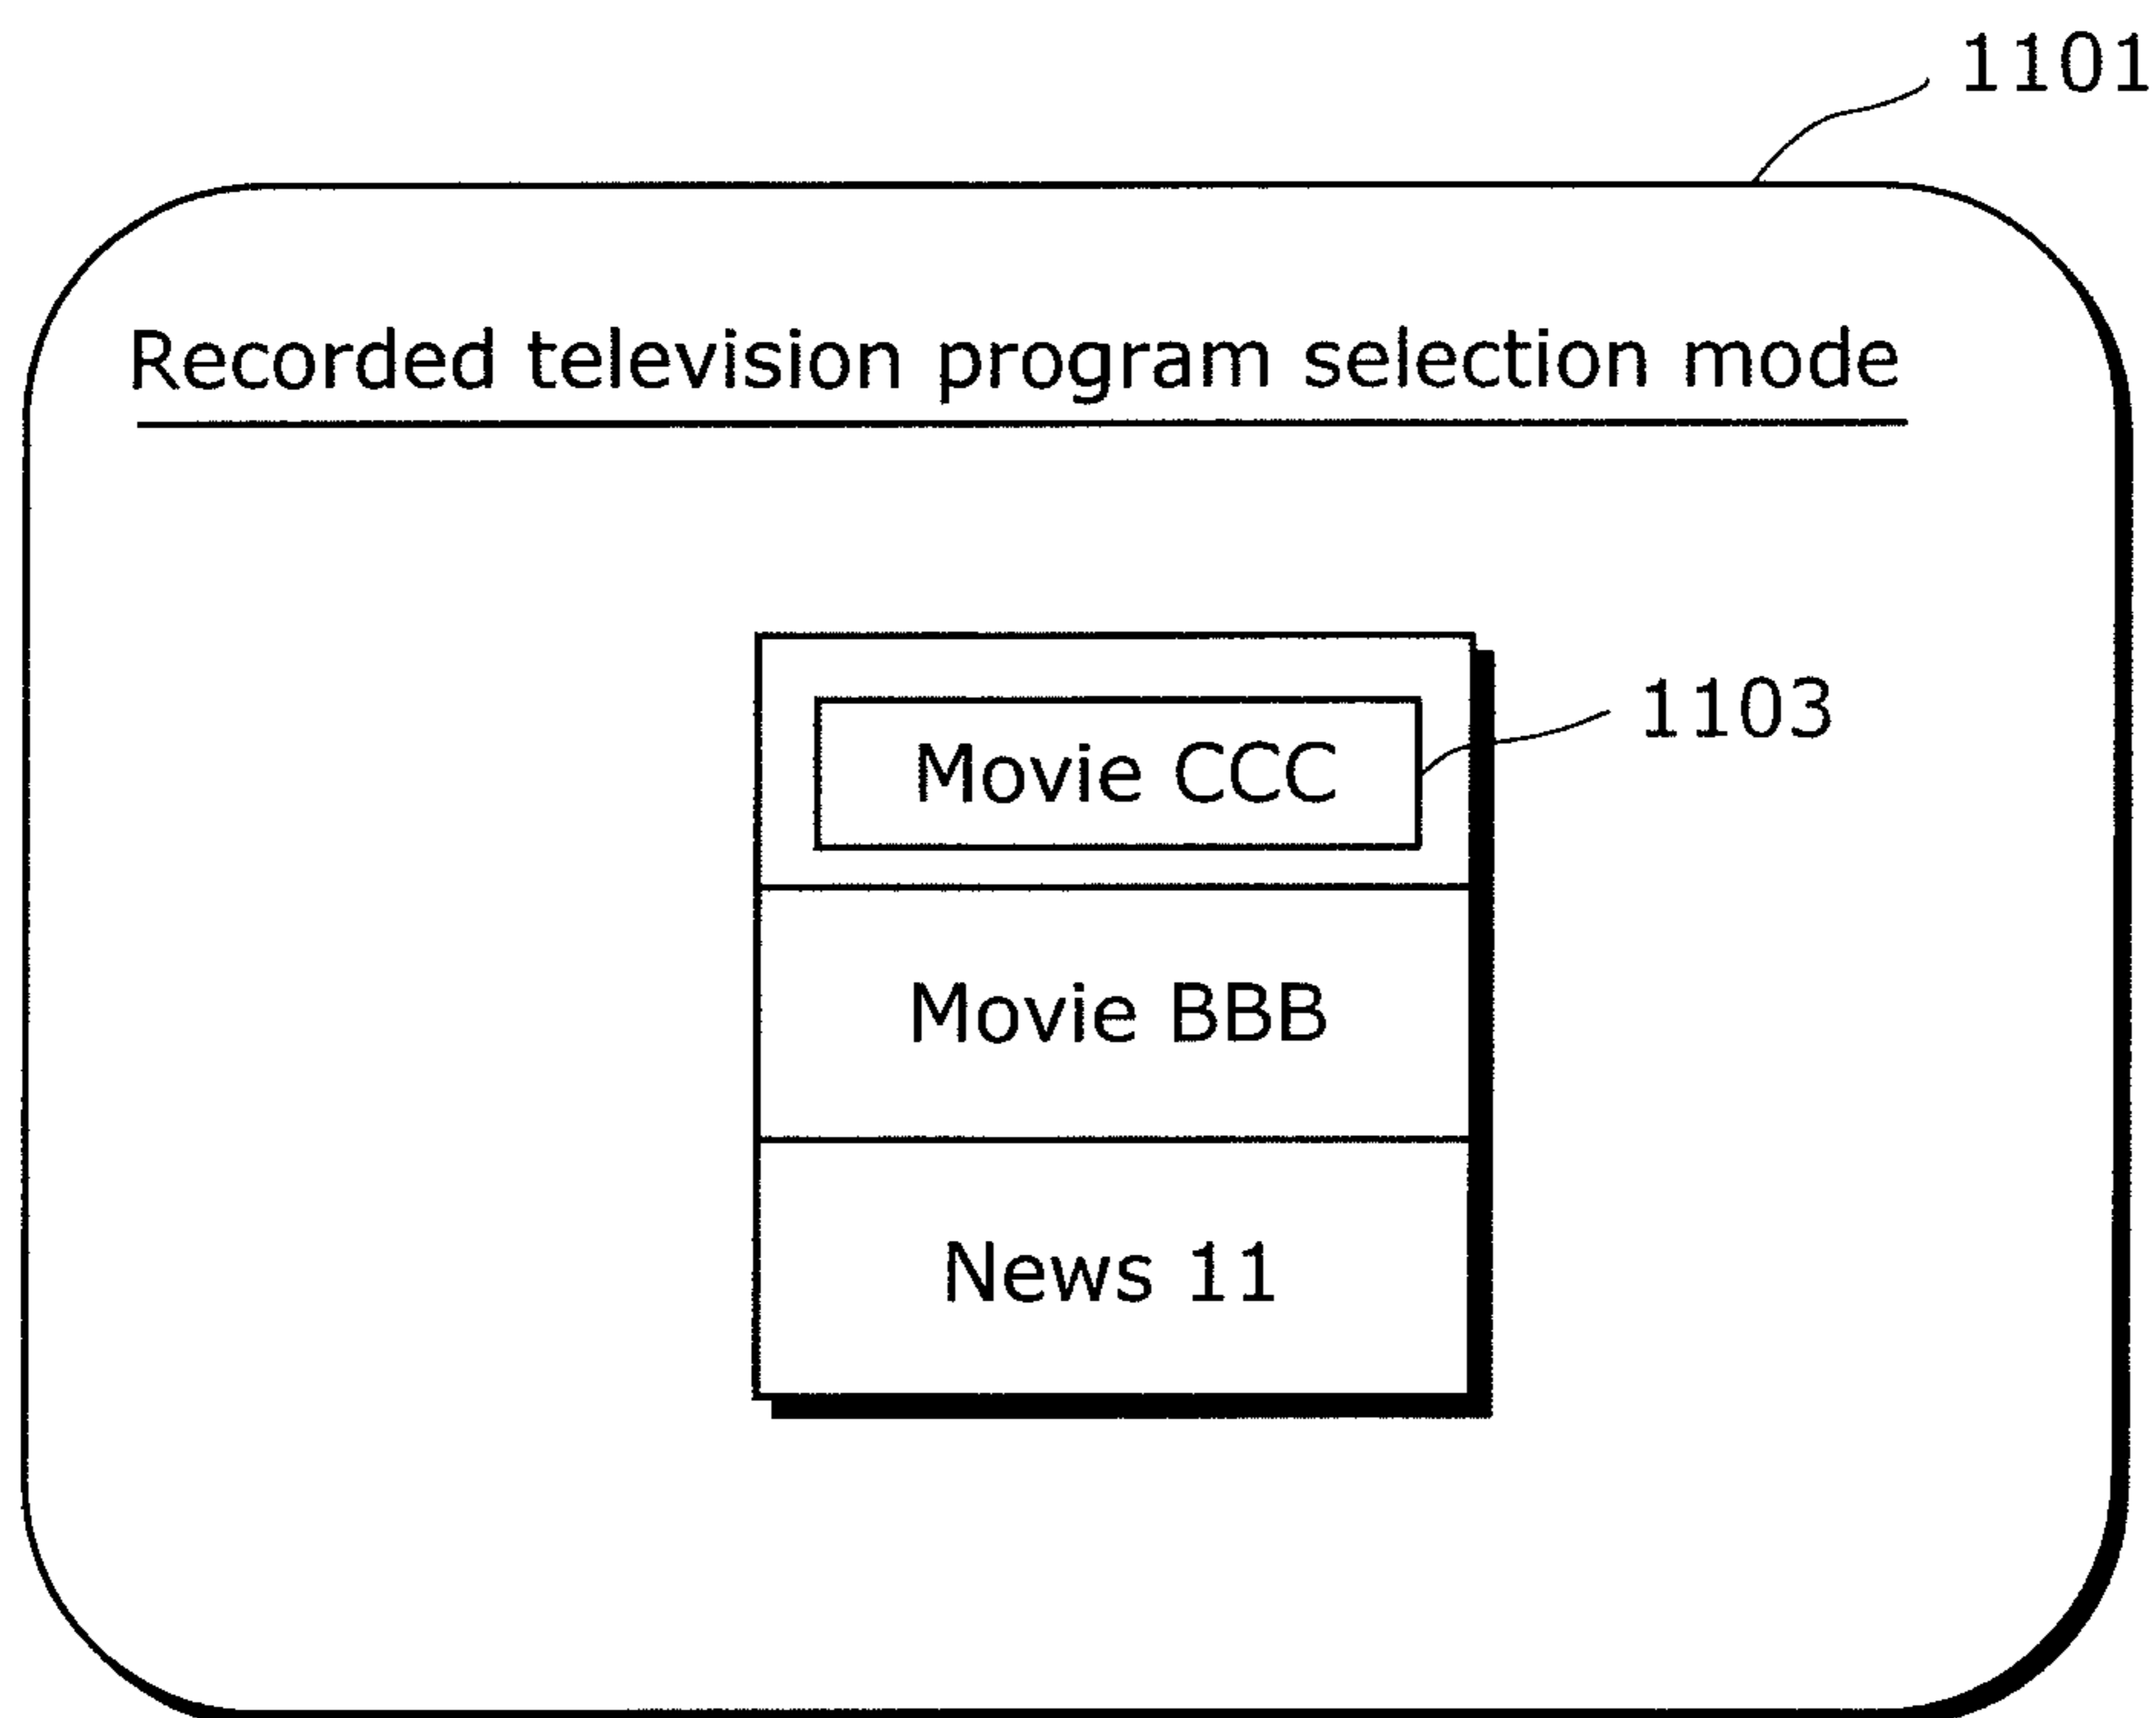 1101
Recorded television program selection mode
1103
Movie CCC
Movie BBB
News 11